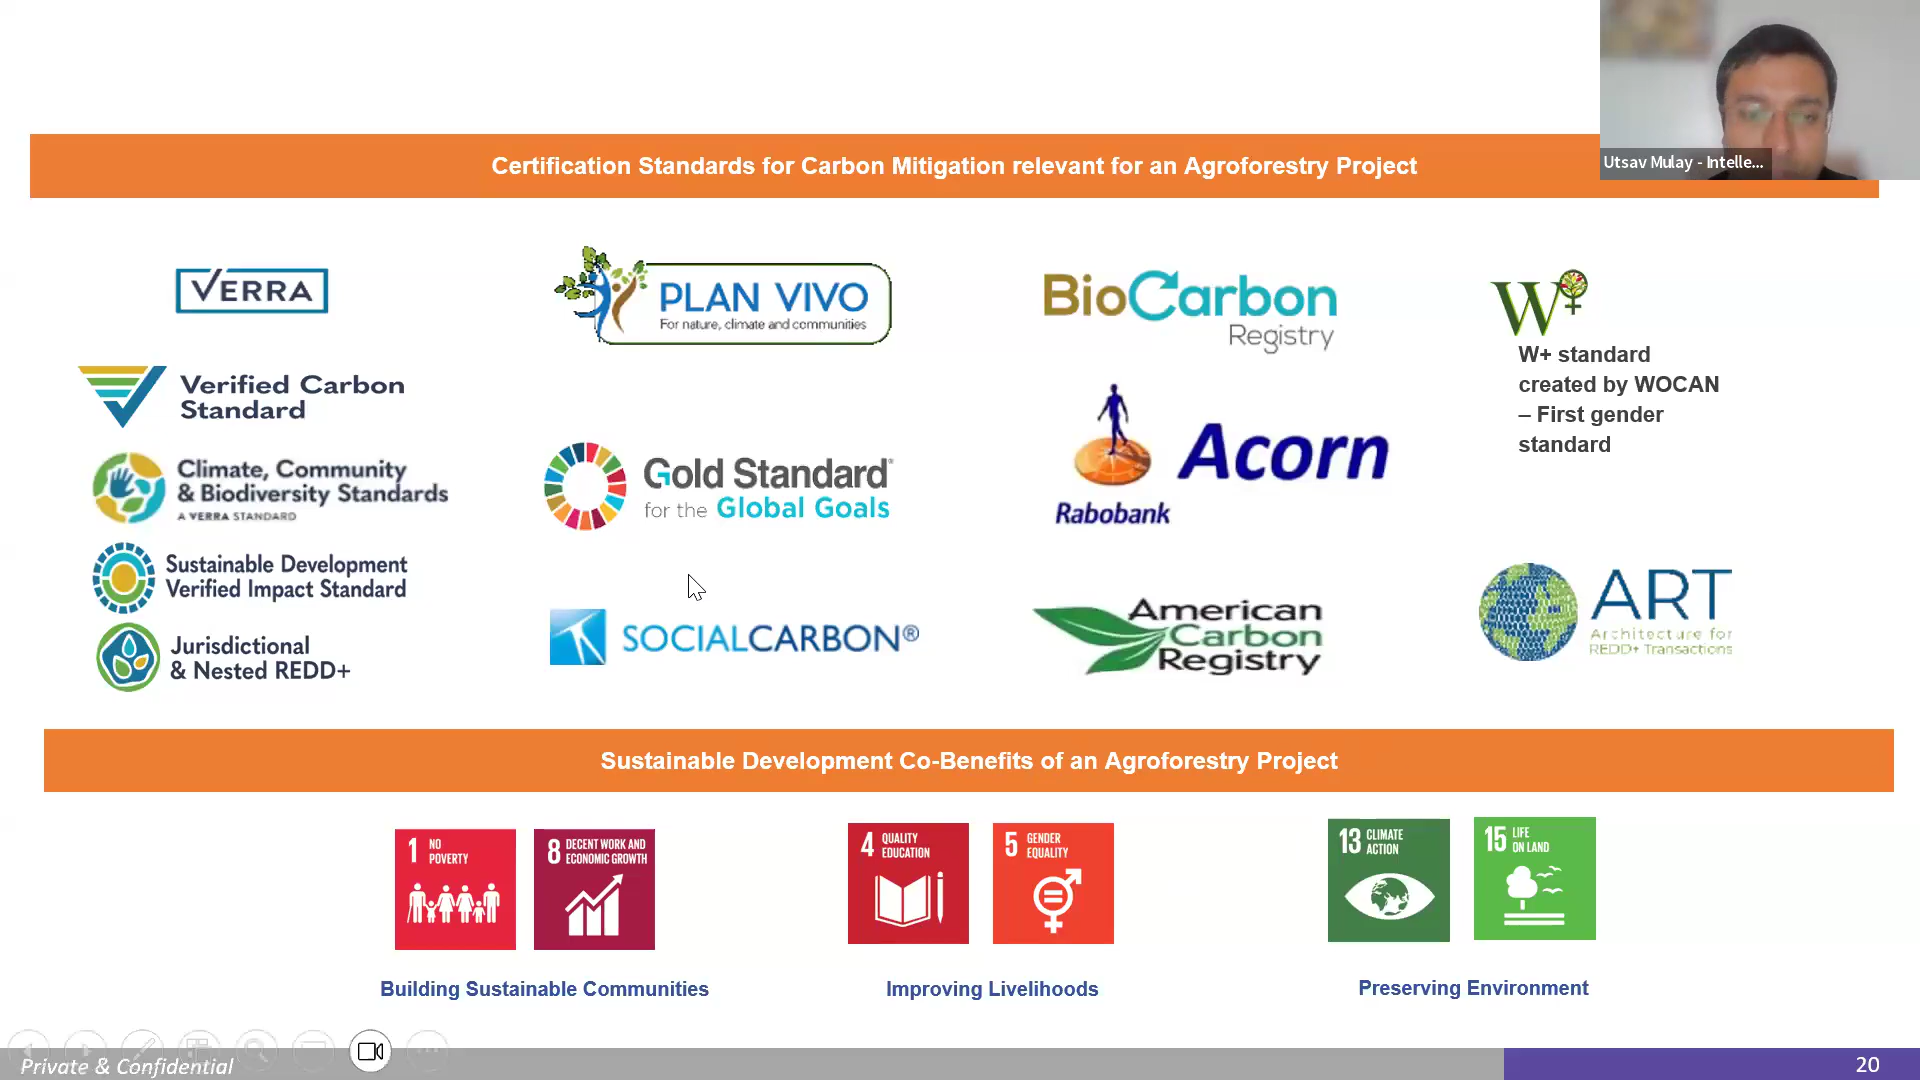 Utsav Mulay - Intelle...
Certification Standards for Carbon Mitigation relevant for an Agroforestry Project
VERRA
Verified Carbon
Standard
Climate, Community
& Biodiversity Standards
A VERRA STANDARD
Sustainable Development
Verified Impact Standard
Jurisdictional
& Nested REDD+
PLAN VIVO
For nature, climate and communities
Gold Standard®
for the Global Goals
SOCIALCARBON®
BioCarbon
Registry
Acorn
Rabobank
American
Carbon
Registry
W+
W+ standard
created by WOCAN
– First gender
standard
ART
Architecture for
REDD+ Transactions
Sustainable Development Co-Benefits of an Agroforestry Project
1 NO
POVERTY
8 DECENT WORK AND
ECONOMIC GROWTH
4 QUALITY
EDUCATION
5 GENDER
EQUALITY
13 CLIMATE
ACTION
15 LIFE
ON LAND
Building Sustainable Communities
Improving Livelihoods
Preserving Environment
Private & Confidential
20